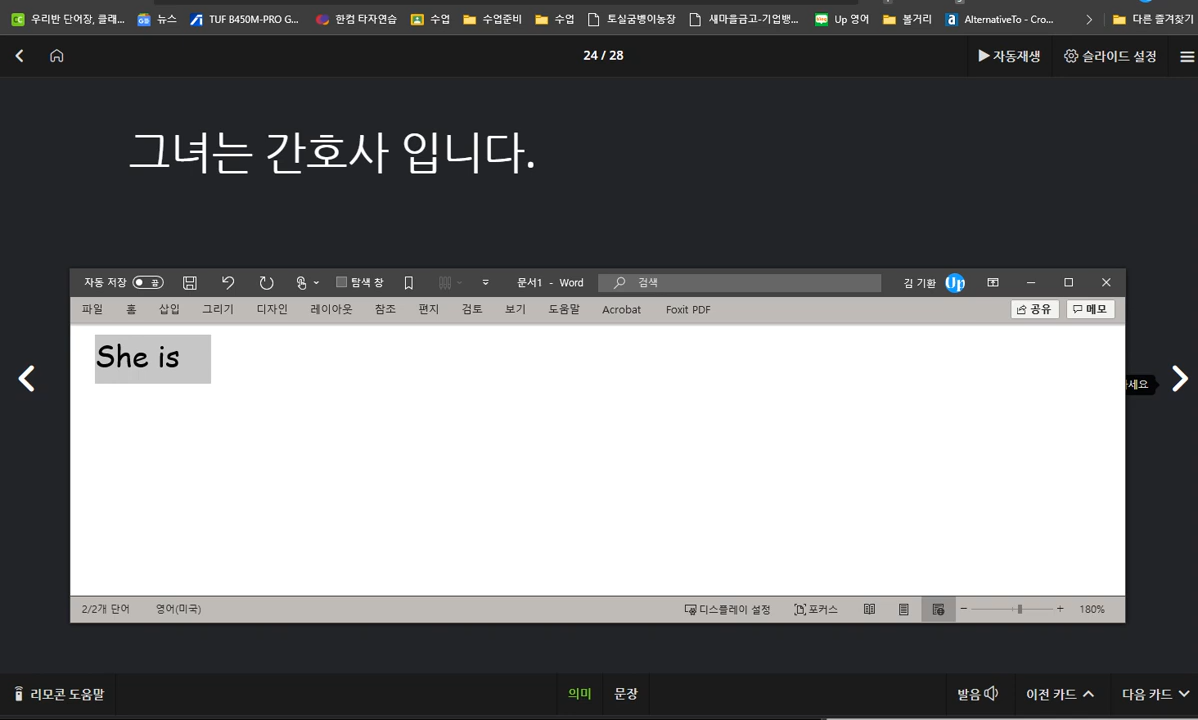 우리반 단어장, 클래... 뉴스 TUF B450M-PRO G... 한컴 타자연습 수업 수업준비 수업 토실굼벵이농장 새마을금고-기업뱅... Up 영어 볼거리 AlternativeTo - Cro... 다른 즐겨찾기
24 / 28 자동재생 슬라이드 설정
그녀는 간호사 입니다.
자동 저장 끔 탐색 창 문서1 - Word 검색 김 기환 Up
파일 홈 삽입 그리기 디자인 레이아웃 참조 편지 검토 보기 도움말 Acrobat Foxit PDF 공유 메모
She is
세요
2/2개 단어 영어(미국) 디스플레이 설정 포커스 180%
리모콘 도움말 의미 문장 발음 이전 카드 다음 카드